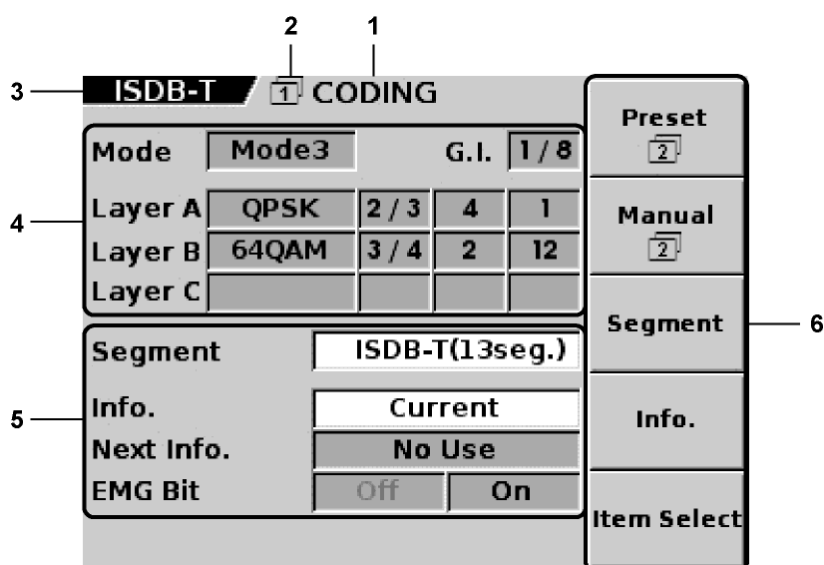 2 1
3 ISDB-T 1 CODING
Mode Mode3 G.I. 1 / 8
4
Layer A QPSK 2 / 3 4 1
Layer B 64QAM 3 / 4 2 12
Layer C
5
Segment ISDB-T(13seg.)
Info. Current
Next Info. No Use
EMG Bit Off On
Preset
2
Manual
2
Segment 6
Info.
Item Select